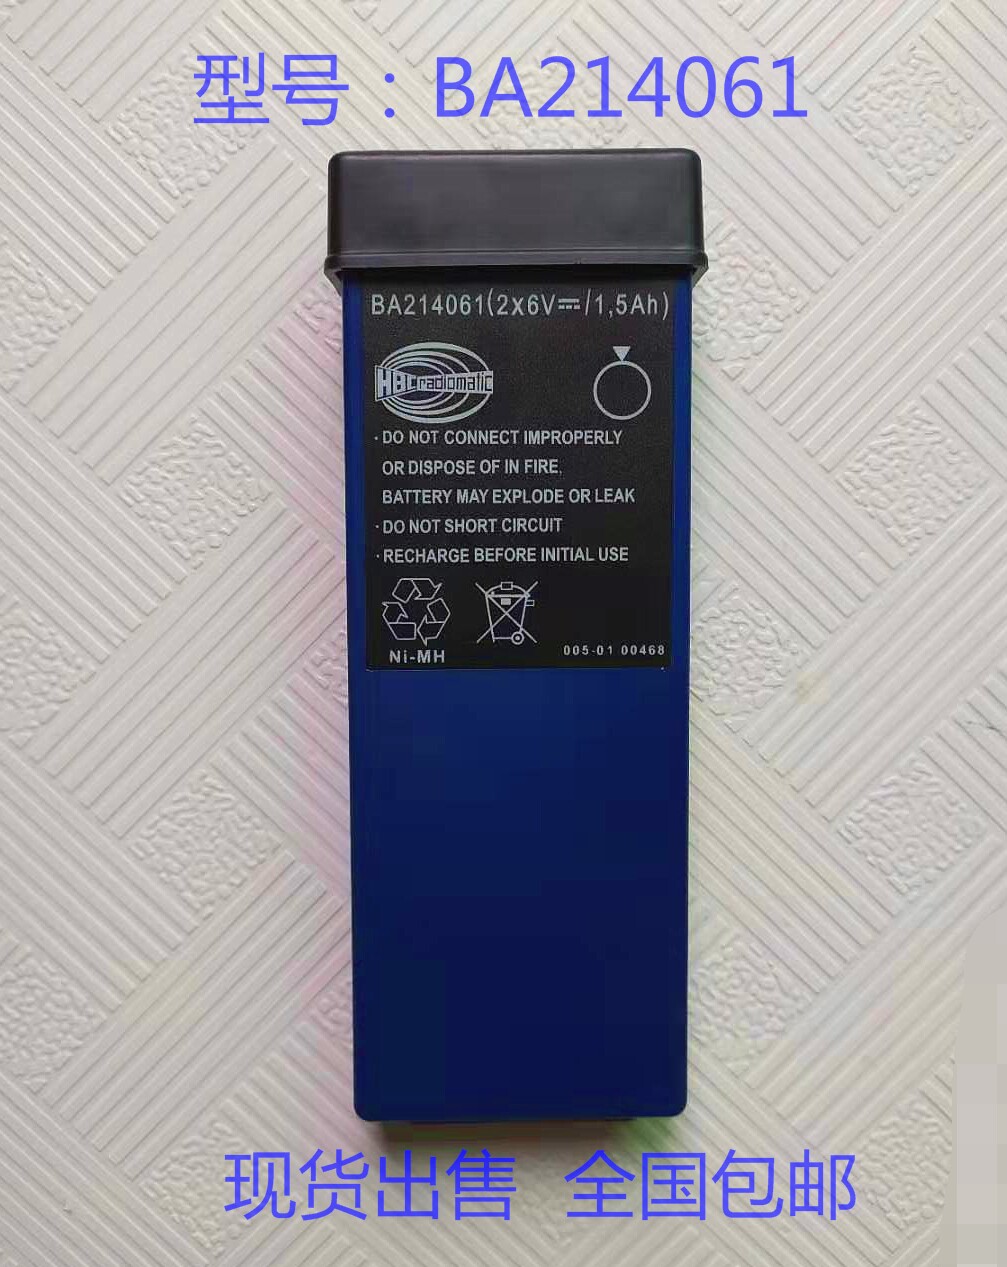 型号：BA214061
BA214061(2x6V⎓/1,5Ah)
HBC radiomatic
·DO NOT CONNECT IMPROPERLY
OR DISPOSE OF IN FIRE,
BATTERY MAY EXPLODE OR LEAK
·DO NOT SHORT CIRCUIT
·RECHARGE BEFORE INITIAL USE
Ni-MH
005-01 00468
现货出售 全国包邮